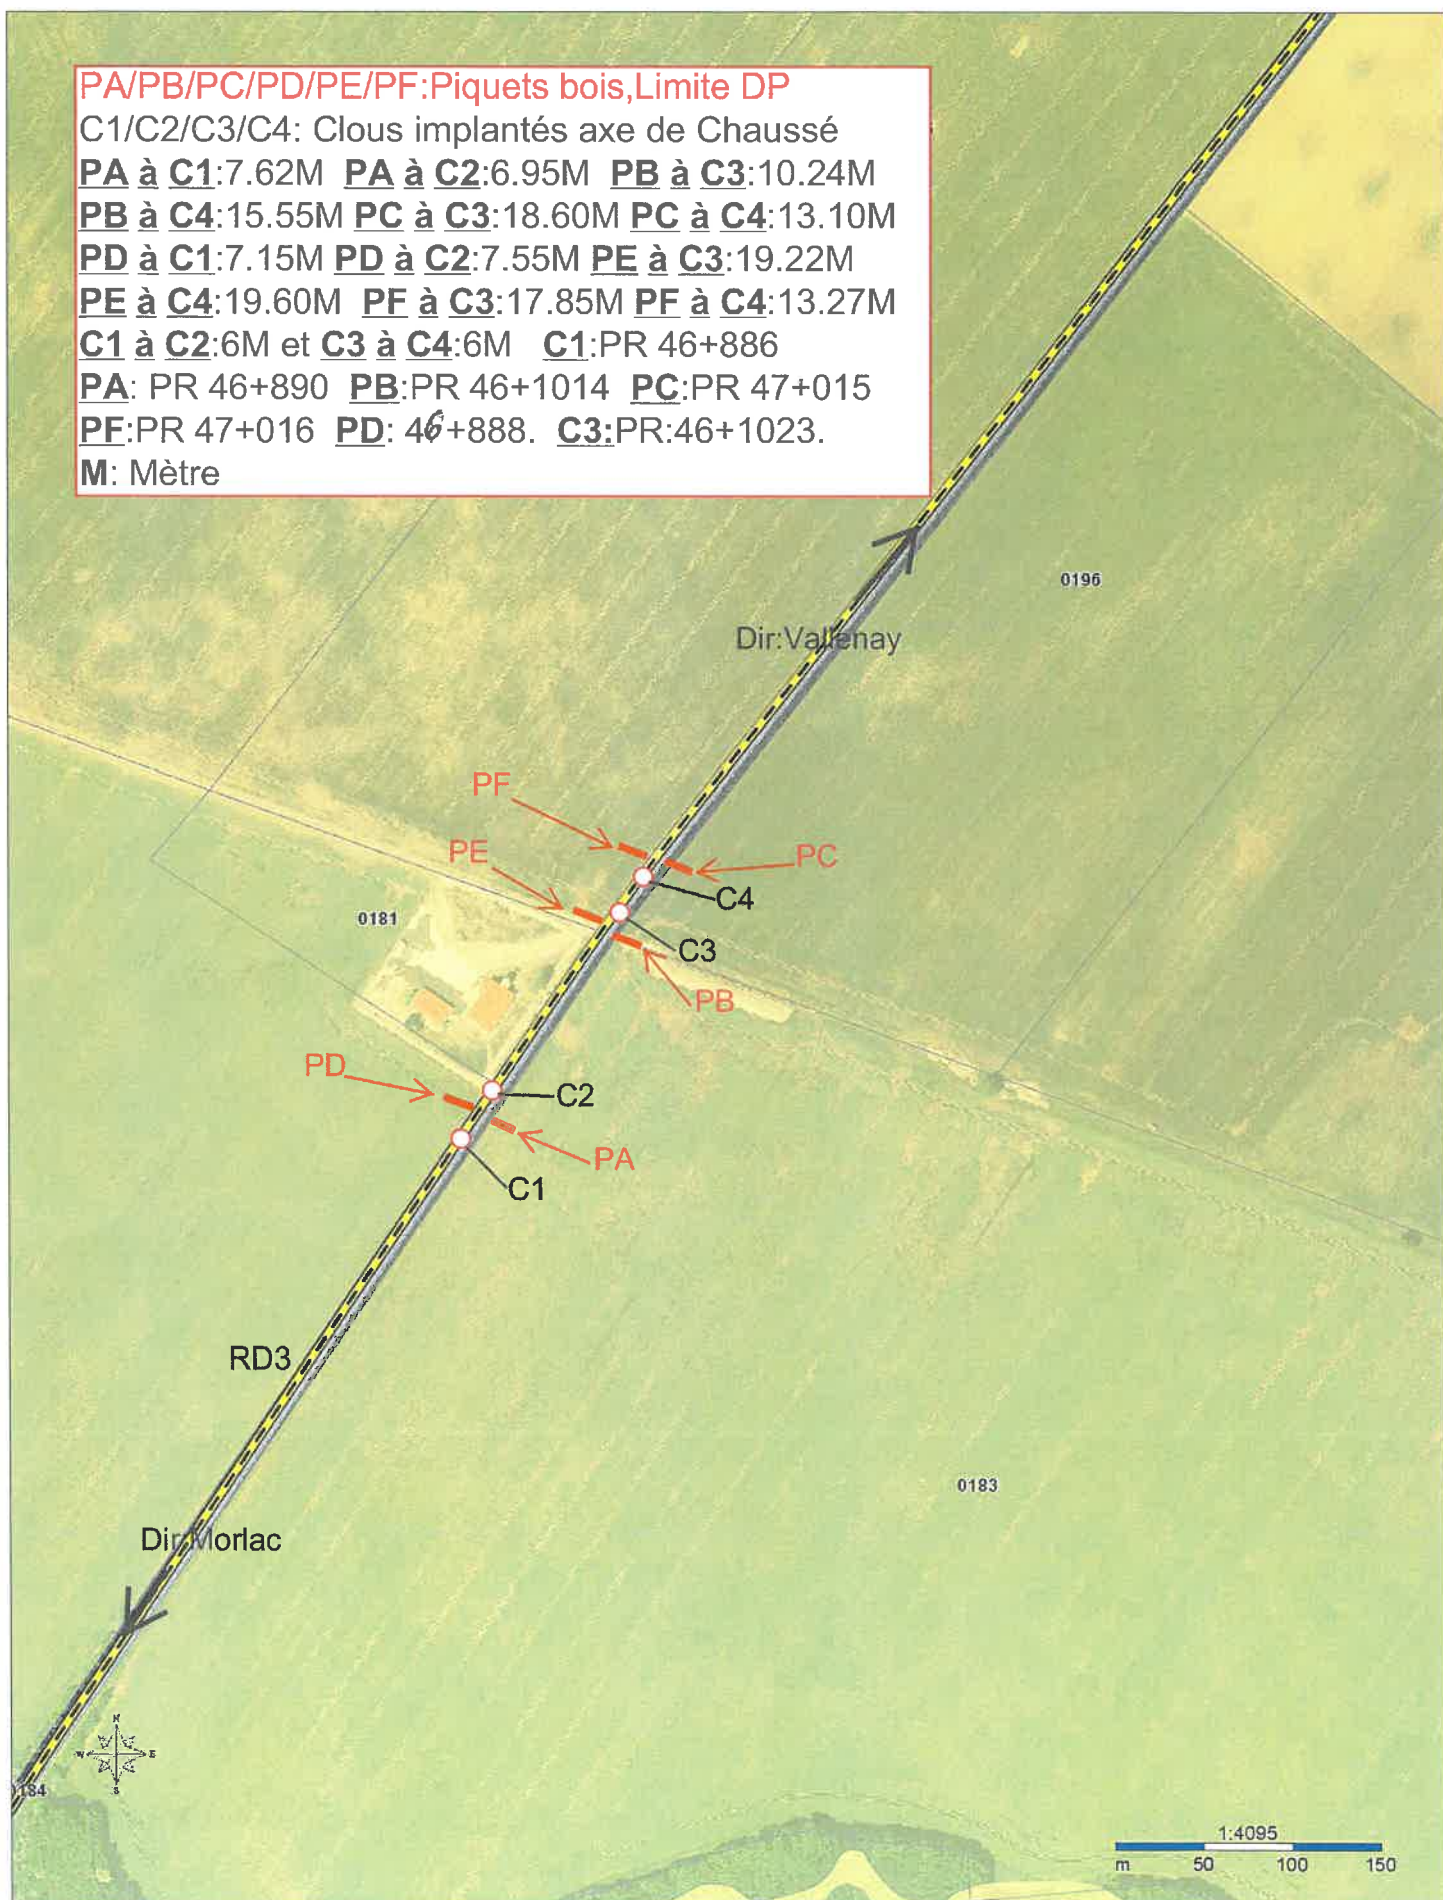 PA/PB/PC/PD/PE/PF:Piquets bois,Limite DP
C1/C2/C3/C4: Clous implantés axe de Chaussé
PA à C1:7.62M PA à C2:6.95M PB à C3:10.24M
PB à C4:15.55M PC à C3:18.60M PC à C4:13.10M
PD à C1:7.15M PD à C2:7.55M PE à C3:19.22M
PE à C4:19.60M PF à C3:17.85M PF à C4:13.27M
C1 à C2:6M et C3 à C4:6M C1:PR 46+886
PA: PR 46+890 PB:PR 46+1014 PC:PR 47+015
PF:PR 47+016 PD: 46+888. C3:PR:46+1023.
M: Mètre
0196
Dir:Vallenay
PF
PE
PC
C4
0181
C3
PB
PD
C2
PA
C1
RD3
0183
Dir:Morlac
N
W E
S
0184
1:4095
m 50 100 150